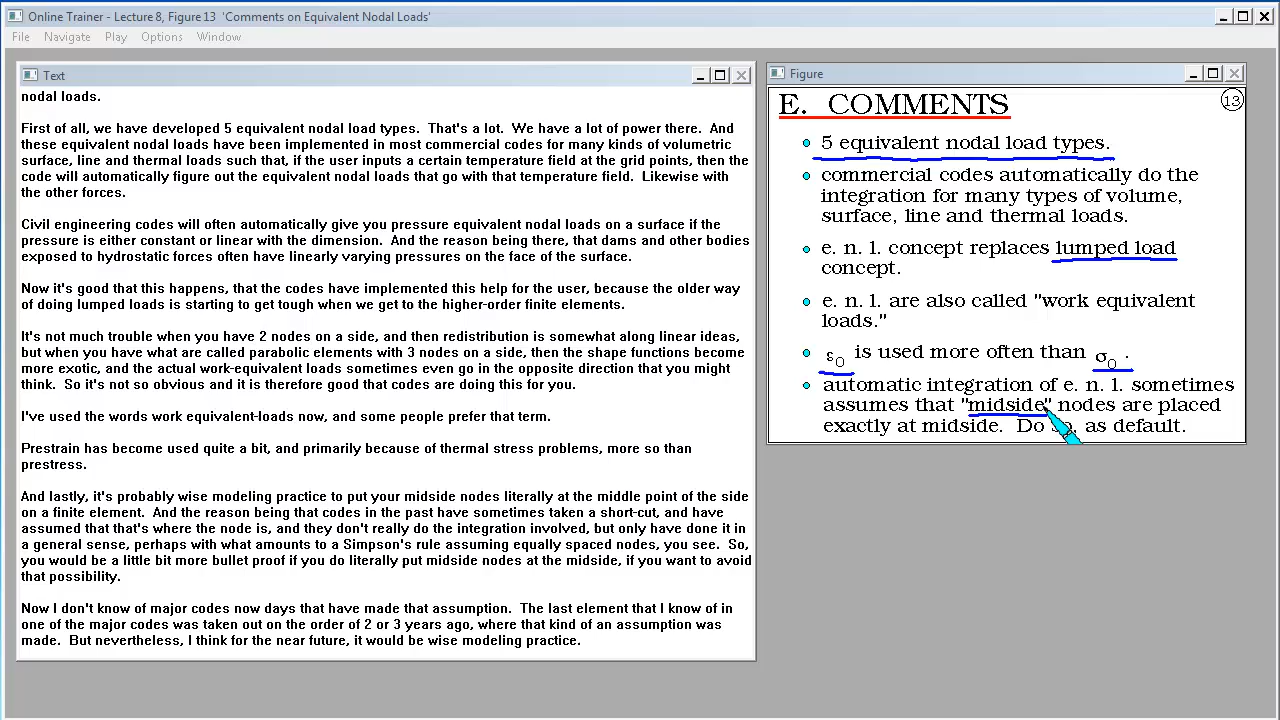 Online Trainer - Lecture 8, Figure 13 'Comments on Equivalent Nodal Loads'
File Navigate Play Options Window
Text
nodal loads.
First of all, we have developed 5 equivalent nodal load types. That's a lot. We have a lot of power there. And
these equivalent nodal loads have been implemented in most commercial codes for many kinds of volumetric
surface, line and thermal loads such that, if the user inputs a certain temperature field at the grid points, then the
code will automatically figure out the equivalent nodal loads that go with that temperature field. Likewise with
the other forces.
Civil engineering codes will often automatically give you pressure equivalent nodal loads on a surface if the
pressure is either constant or linear with the dimension. And the reason being there, that dams and other bodies
exposed to hydrostatic forces often have linearly varying pressures on the face of the surface.
Now it's good that this happens, that the codes have implemented this help for the user, because the older way
of doing lumped loads is starting to get tough when we get to the higher-order finite elements.
It's not much trouble when you have 2 nodes on a side, and then redistribution is somewhat along linear ideas,
but when you have what are called parabolic elements with 3 nodes on a side, then the shape functions become
more exotic, and the actual work-equivalent loads sometimes even go in the opposite direction that you might
think. So it's not so obvious and it is therefore good that codes are doing this for you.
I've used the words work equivalent-loads now, and some people prefer that term.
Prestrain has become used quite a bit, and primarily because of thermal stress problems, more so than
prestress.
And lastly, it's probably wise modeling practice to put your midside nodes literally at the middle point of the side
on a finite element. And the reason being that codes in the past have sometimes taken a short-cut, and have
assumed that that's where the node is, and they don't really do the integration involved, but only have done it in
a general sense, perhaps with what amounts to a Simpson's rule assuming equally spaced nodes, you see. So,
you would be a little bit more bullet proof if you do literally put midside nodes at the midside, if you want to avoid
that possibility.
Now I don't know of major codes now days that have made that assumption. The last element that I know of in
one of the major codes was taken out on the order of 2 or 3 years ago, where that kind of an assumption was
made. But nevertheless, I think for the near future, it would be wise modeling practice.
Figure
E. COMMENTS
13
• 5 equivalent nodal load types.
• commercial codes automatically do the
integration for many types of volume,
surface, line and thermal loads.
• e. n. l. concept replaces lumped load
concept.
• e. n. l. are also called "work equivalent
loads."
• ε0 is used more often than σ0 .
• automatic integration of e. n. l. sometimes
assumes that "midside" nodes are placed
exactly at midside. Do so, as default.